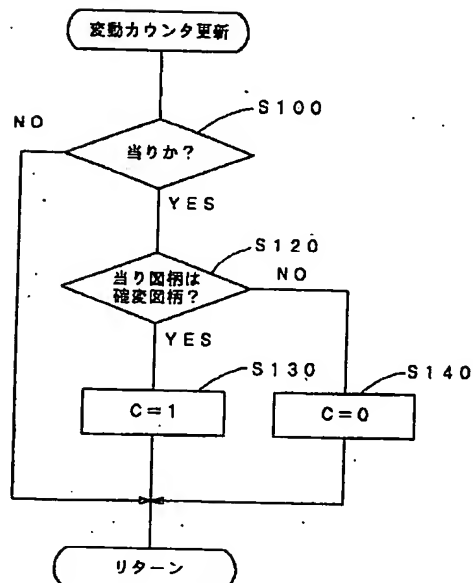 変動カウンタ更新
S100
NO
当りか?
YES
S120
当り図柄は
確変図柄?
NO
YES
S130
S140
C=1
C=0
リターン